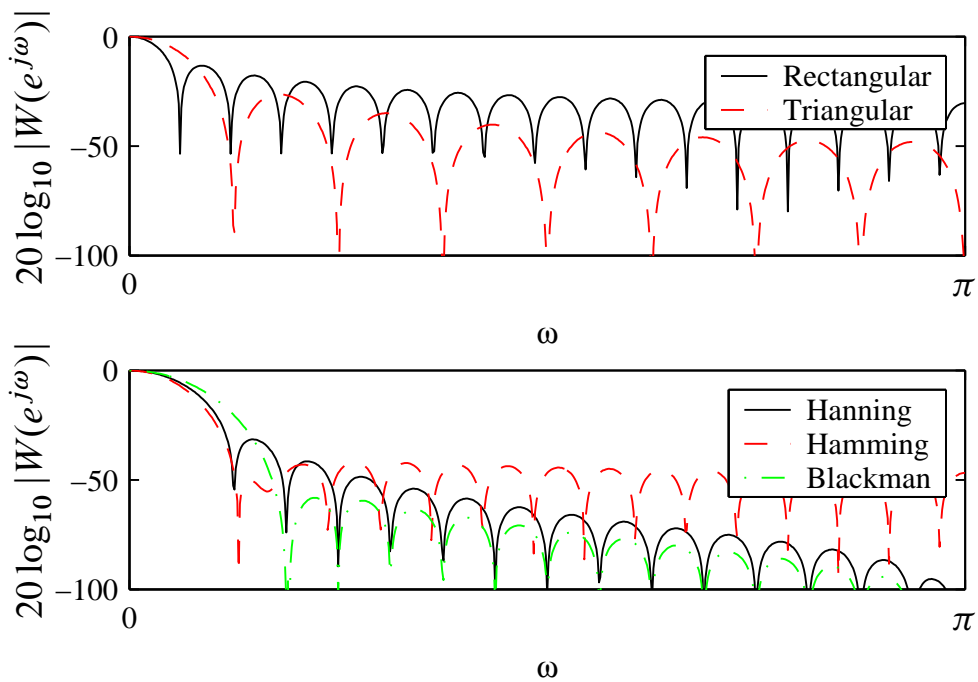 0
−50
−100
20 log₁₀ |W(e^{jω})|
Rectangular
Triangular
0
π
ω
0
−50
−100
20 log₁₀ |W(e^{jω})|
Hanning
Hamming
Blackman
0
π
ω